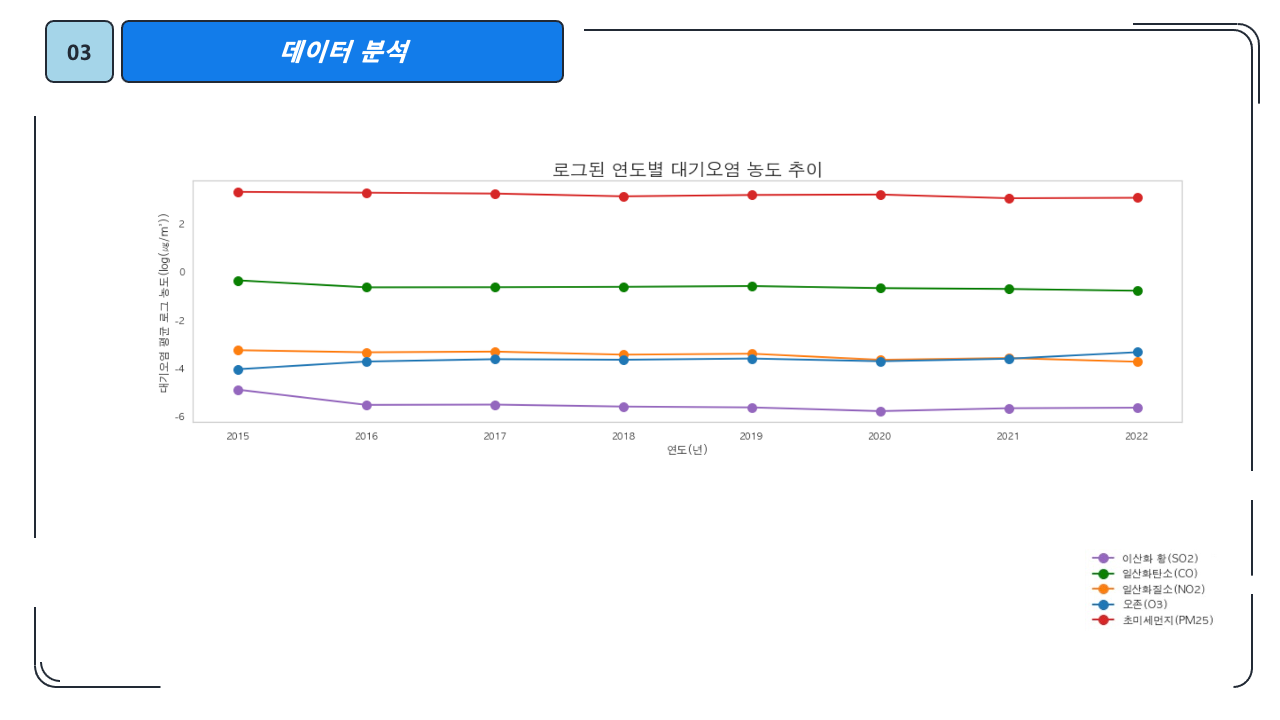 03
데이터 분석
로그된 연도별 대기오염 농도 추이
대기오염 평균 로그 농도(log(㎍/m³))
2
0
-2
-4
-6
2015 2016 2017 2018 2019 2020 2021 2022
연도(년)
이산화 황(SO2)
일산화탄소(CO)
일산화질소(NO2)
오존(O3)
초미세먼지(PM25)